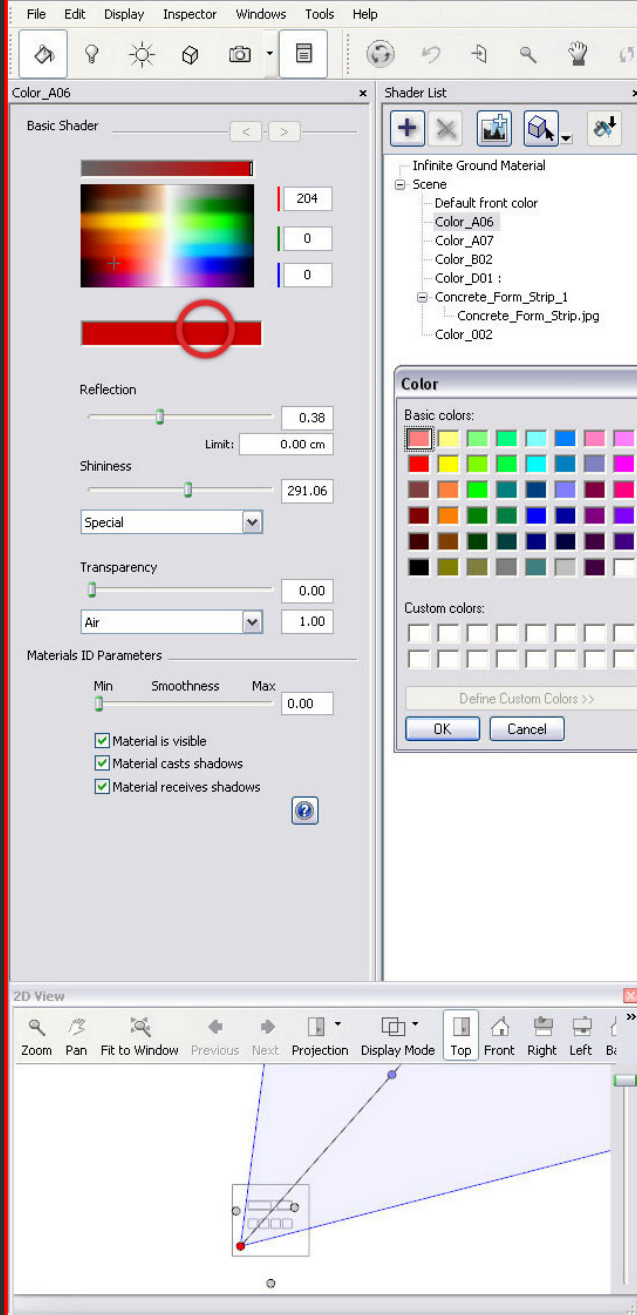 File Edit Display Inspector Windows Tools Help
Color_A06 x
Basic Shader < >
204
0
0
Reflection
0.38
Limit: 0.00 cm
Shininess
291.06
Special
Transparency
0.00
Air 1.00
Materials ID Parameters
Min Smoothness Max
0.00
Material is visible
Material casts shadows
Material receives shadows
Shader List
Infinite Ground Material
Scene
Default front color
Color_A06
Color_A07
Color_B02
Color_D01 :
Concrete_Form_Strip_1
Concrete_Form_Strip.jpg
Color_002
Color
Basic colors:
Custom colors:
Define Custom Colors >>
OK Cancel
2D View
Zoom Pan Fit to Window Previous Next Projection Display Mode Top Front Right Left Ba